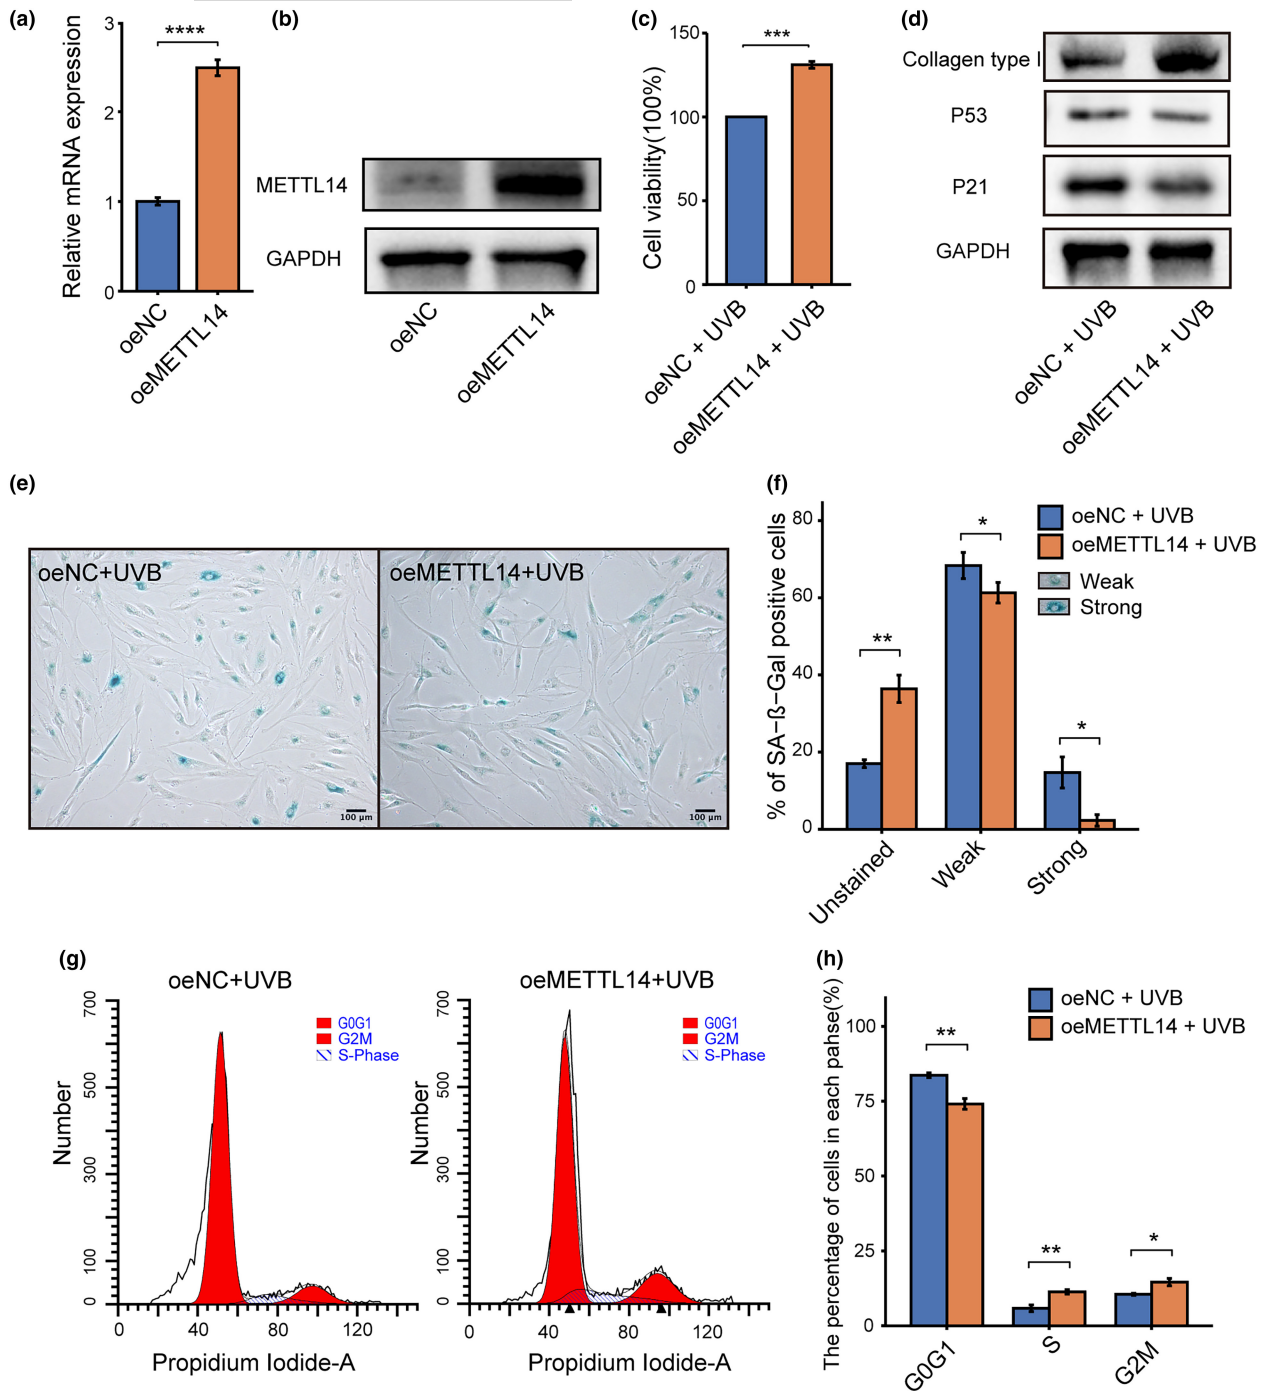 (a)
Relative mRNA expression
3
2
1
0
****
oeNC
oeMETTL14
(b)
METTL14
GAPDH
oeNC
oeMETTL14
(c)
Cell viability(100%)
150
100
50
0
***
oeNC + UVB
oeMETTL14 + UVB
(d)
Collagen type I
P53
P21
GAPDH
oeNC + UVB
oeMETTL14 + UVB
(e)
oeNC+UVB
100 µm
oeMETTL14+UVB
100 µm
(f)
% of SA−ß−Gal positive cells
80
60
40
20
0
**
*
*
Unstained
Weak
Strong
oeNC + UVB
oeMETTL14 + UVB
Weak
Strong
(g)
oeNC+UVB
Number
700
500
300
100
0
G0G1
G2M
S-Phase
0 40 80 120
Propidium Iodide-A
oeMETTL14+UVB
Number
700
500
300
100
0
G0G1
G2M
S-Phase
0 40 80 120
Propidium Iodide-A
(h)
The percentage of cells in each pahse(%)
100
75
50
25
0
**
**
*
G0G1
S
G2M
oeNC + UVB
oeMETTL14 + UVB